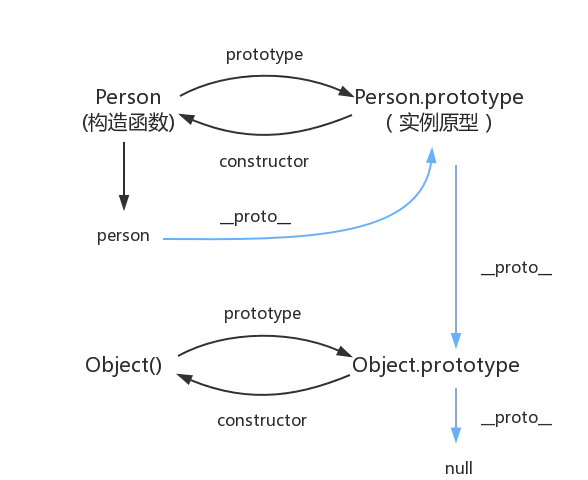 prototype
Person
(构造函数)
Person.prototype
( 实例原型 )
constructor
__proto__
person
__proto__
prototype
Object()
Object.prototype
constructor
__proto__
null